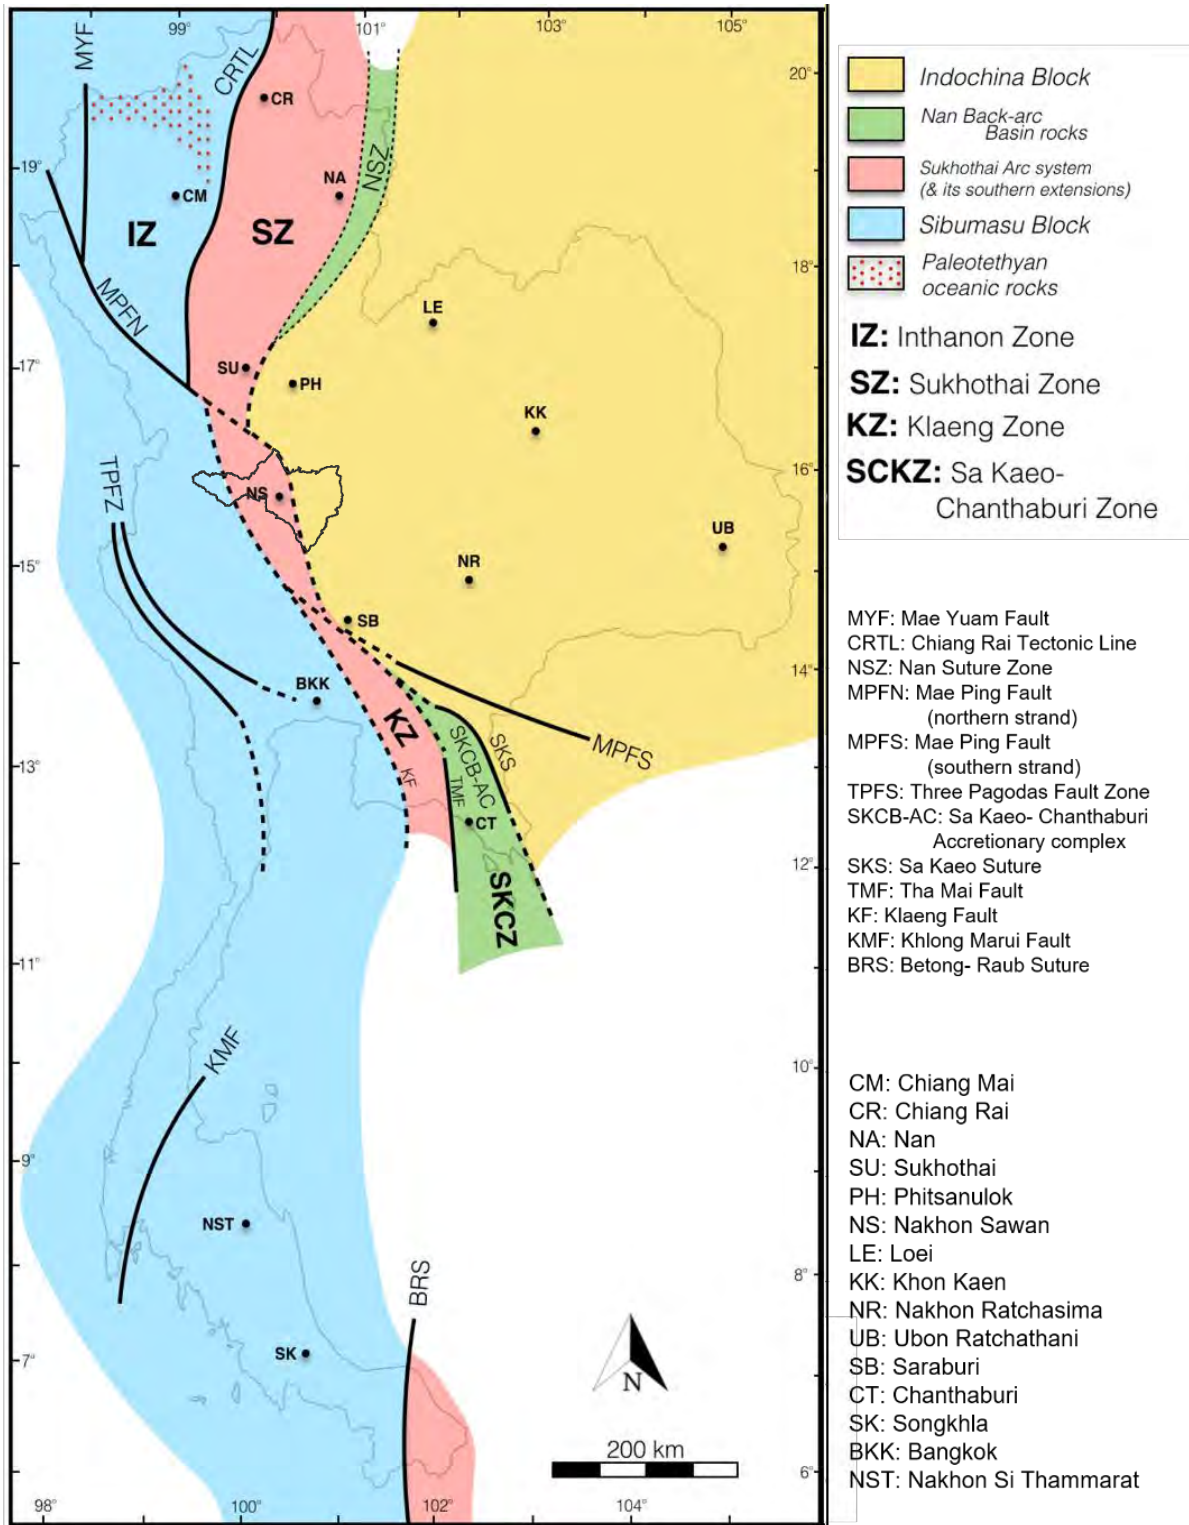 99°
101°
103°
105°
MYF
CRTL
CR
20°
19°
CM
NA
NSZ
IZ
SZ
18°
MPFN
LE
17°
SU
PH
KK
TPFZ
NS
16°
UB
15°
NR
SB
14°
BKK
KZ
SKCB-AC
SKS
MPFS
13°
KF
TMF
CT
12°
SKCZ
11°
KMF
10°
9°
NST
8°
BRS
7°
SK
N
200 km
6°
98°
100°
102°
104°
Indochina Block
Nan Back-arc
Basin rocks
Sukhothai Arc system
(& its southern extensions)
Sibumasu Block
Paleotethyan
oceanic rocks
IZ: Inthanon Zone
SZ: Sukhothai Zone
KZ: Klaeng Zone
SCKZ: Sa Kaeo-
Chanthaburi Zone
MYF: Mae Yuam Fault
CRTL: Chiang Rai Tectonic Line
NSZ: Nan Suture Zone
MPFN: Mae Ping Fault
(northern strand)
MPFS: Mae Ping Fault
(southern strand)
TPFS: Three Pagodas Fault Zone
SKCB-AC: Sa Kaeo- Chanthaburi
Accretionary complex
SKS: Sa Kaeo Suture
TMF: Tha Mai Fault
KF: Klaeng Fault
KMF: Khlong Marui Fault
BRS: Betong- Raub Suture
CM: Chiang Mai
CR: Chiang Rai
NA: Nan
SU: Sukhothai
PH: Phitsanulok
NS: Nakhon Sawan
LE: Loei
KK: Khon Kaen
NR: Nakhon Ratchasima
UB: Ubon Ratchathani
SB: Saraburi
CT: Chanthaburi
SK: Songkhla
BKK: Bangkok
NST: Nakhon Si Thammarat